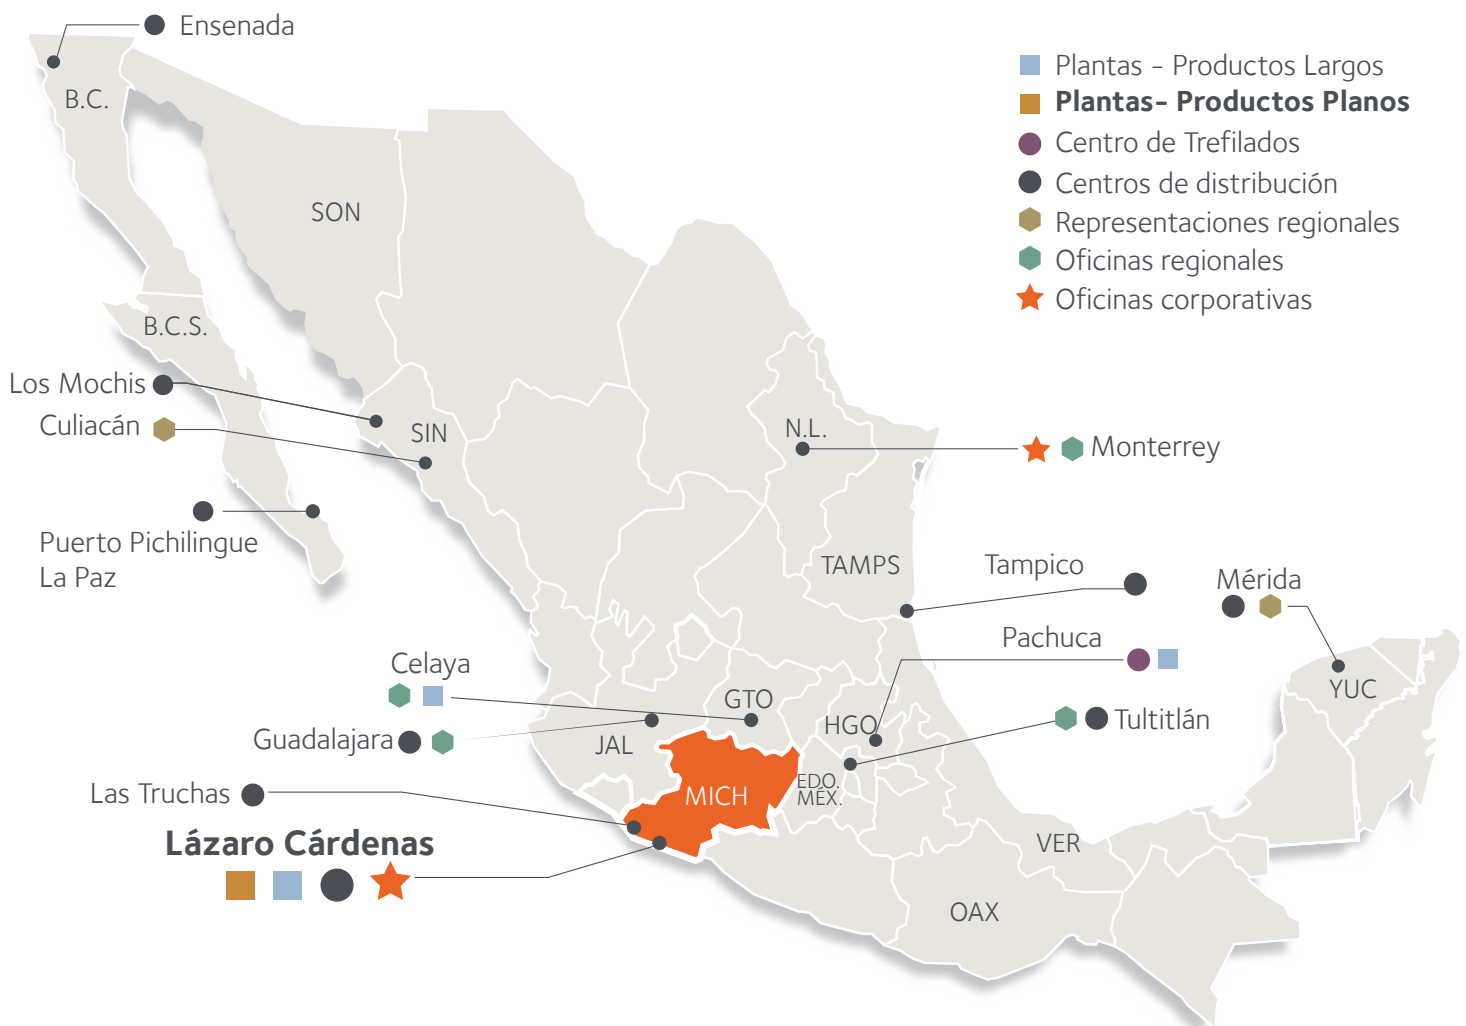 Ensenada
B.C.
Plantas - Productos Largos
Plantas- Productos Planos
Centro de Trefilados
Centros de distribución
Representaciones regionales
Oficinas regionales
Oficinas corporativas
SON
B.C.S.
Los Mochis
Culiacán
SIN
N.L.
Monterrey
Puerto Pichilingue
La Paz
TAMPS
Tampico
Mérida
Pachuca
Celaya
YUC
GTO
HGO
Tultitlán
Guadalajara
JAL
EDO.
MÉX.
MICH
Las Truchas
Lázaro Cárdenas
VER
OAX